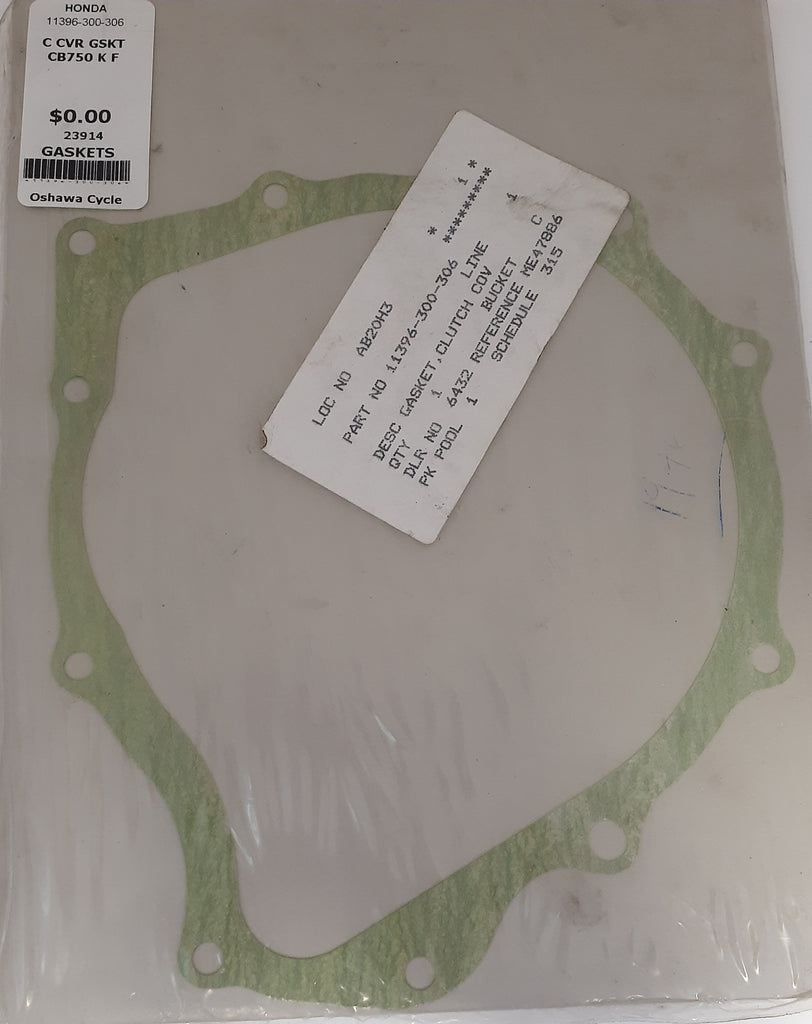 HONDA
11396-300-306
C CVR GSKT
CB750 K F
$0.00
23914
GASKETS
Oshawa Cycle
* 1 *
*********
LOC NO AB20H3
PART NO 11396-300-306 LINE 1
DESC GASKET,CLUTCH COV
QTY 1 BUCKET C
DLR NO 6432 REFERENCE ME47886
PK POOL 1 SCHEDULE 315